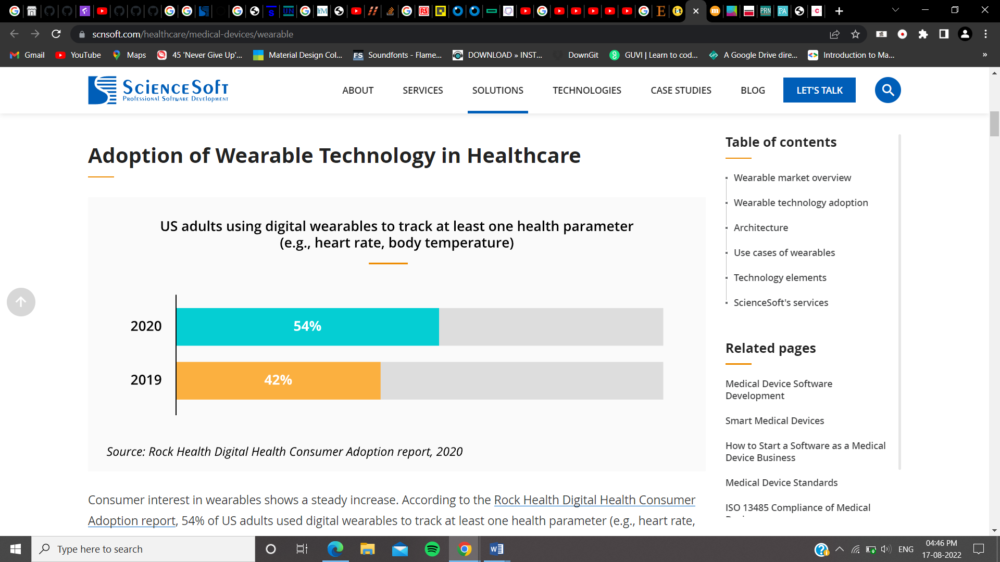 scnsoft.com/healthcare/medical-devices/wearable
Gmail
YouTube
Maps
45 'Never Give Up'...
Material Design Col...
FS
Soundfonts - Flame...
DOWNLOAD » INST...
DownGit
GUVI | Learn to cod...
A Google Drive dire...
Introduction to Ma...
»
ScienceSoft
Professional Software Development
ABOUT
SERVICES
SOLUTIONS
TECHNOLOGIES
CASE STUDIES
BLOG
LET'S TALK
Adoption of Wearable Technology in Healthcare
US adults using digital wearables to track at least one health parameter
(e.g., heart rate, body temperature)
2020
54%
2019
42%
Source: Rock Health Digital Health Consumer Adoption report, 2020
Consumer interest in wearables shows a steady increase. According to the Rock Health Digital Health Consumer
Adoption report, 54% of US adults used digital wearables to track at least one health parameter (e.g., heart rate,
Table of contents
Wearable market overview
Wearable technology adoption
Architecture
Use cases of wearables
Technology elements
ScienceSoft's services
Related pages
Medical Device Software
Development
Smart Medical Devices
How to Start a Software as a Medical
Device Business
Medical Device Standards
ISO 13485 Compliance of Medical
Type here to search
ENG
04:46 PM
17-08-2022